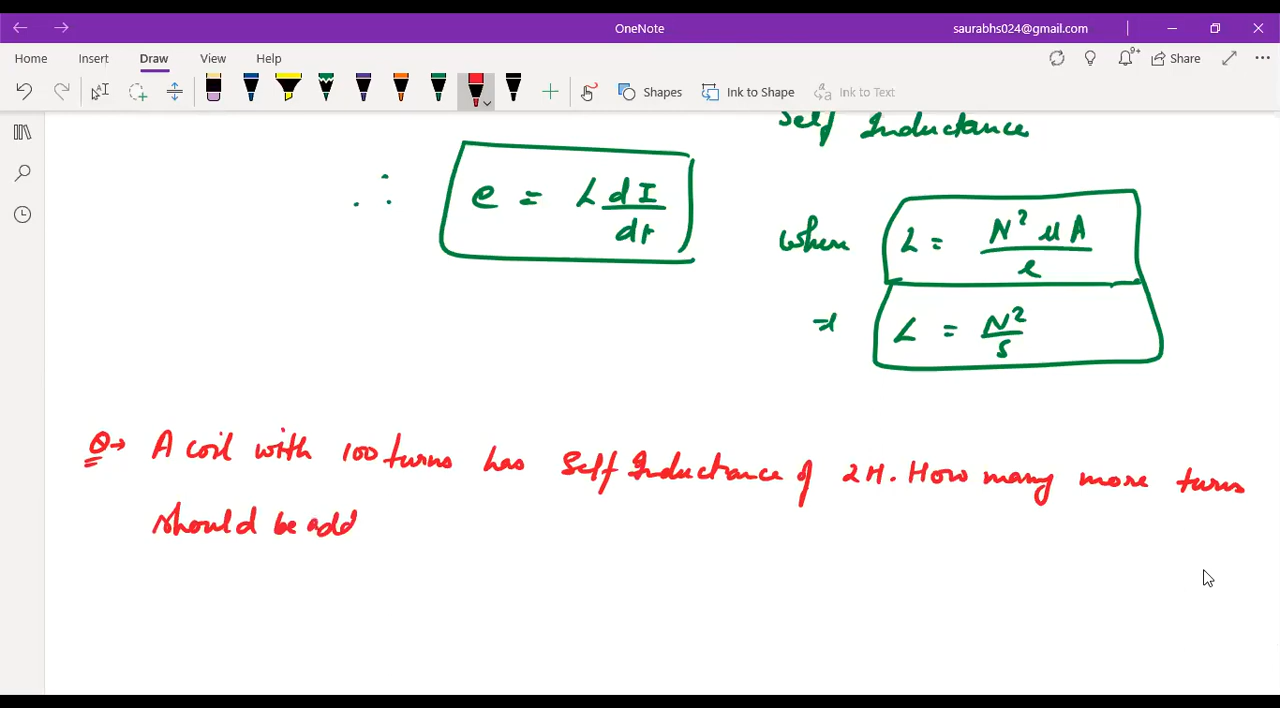 OneNote
saurabhs024@gmail.com
Home Insert Draw View Help
Share
Shapes Ink to Shape Ink to Text
Self Inductance
∴ e = L dI/dt
when L = N² μ A / l
⇒ L = N²/S
Q→ A coil with 100 turns has Self Inductance of 2H. How many more turns
should be add